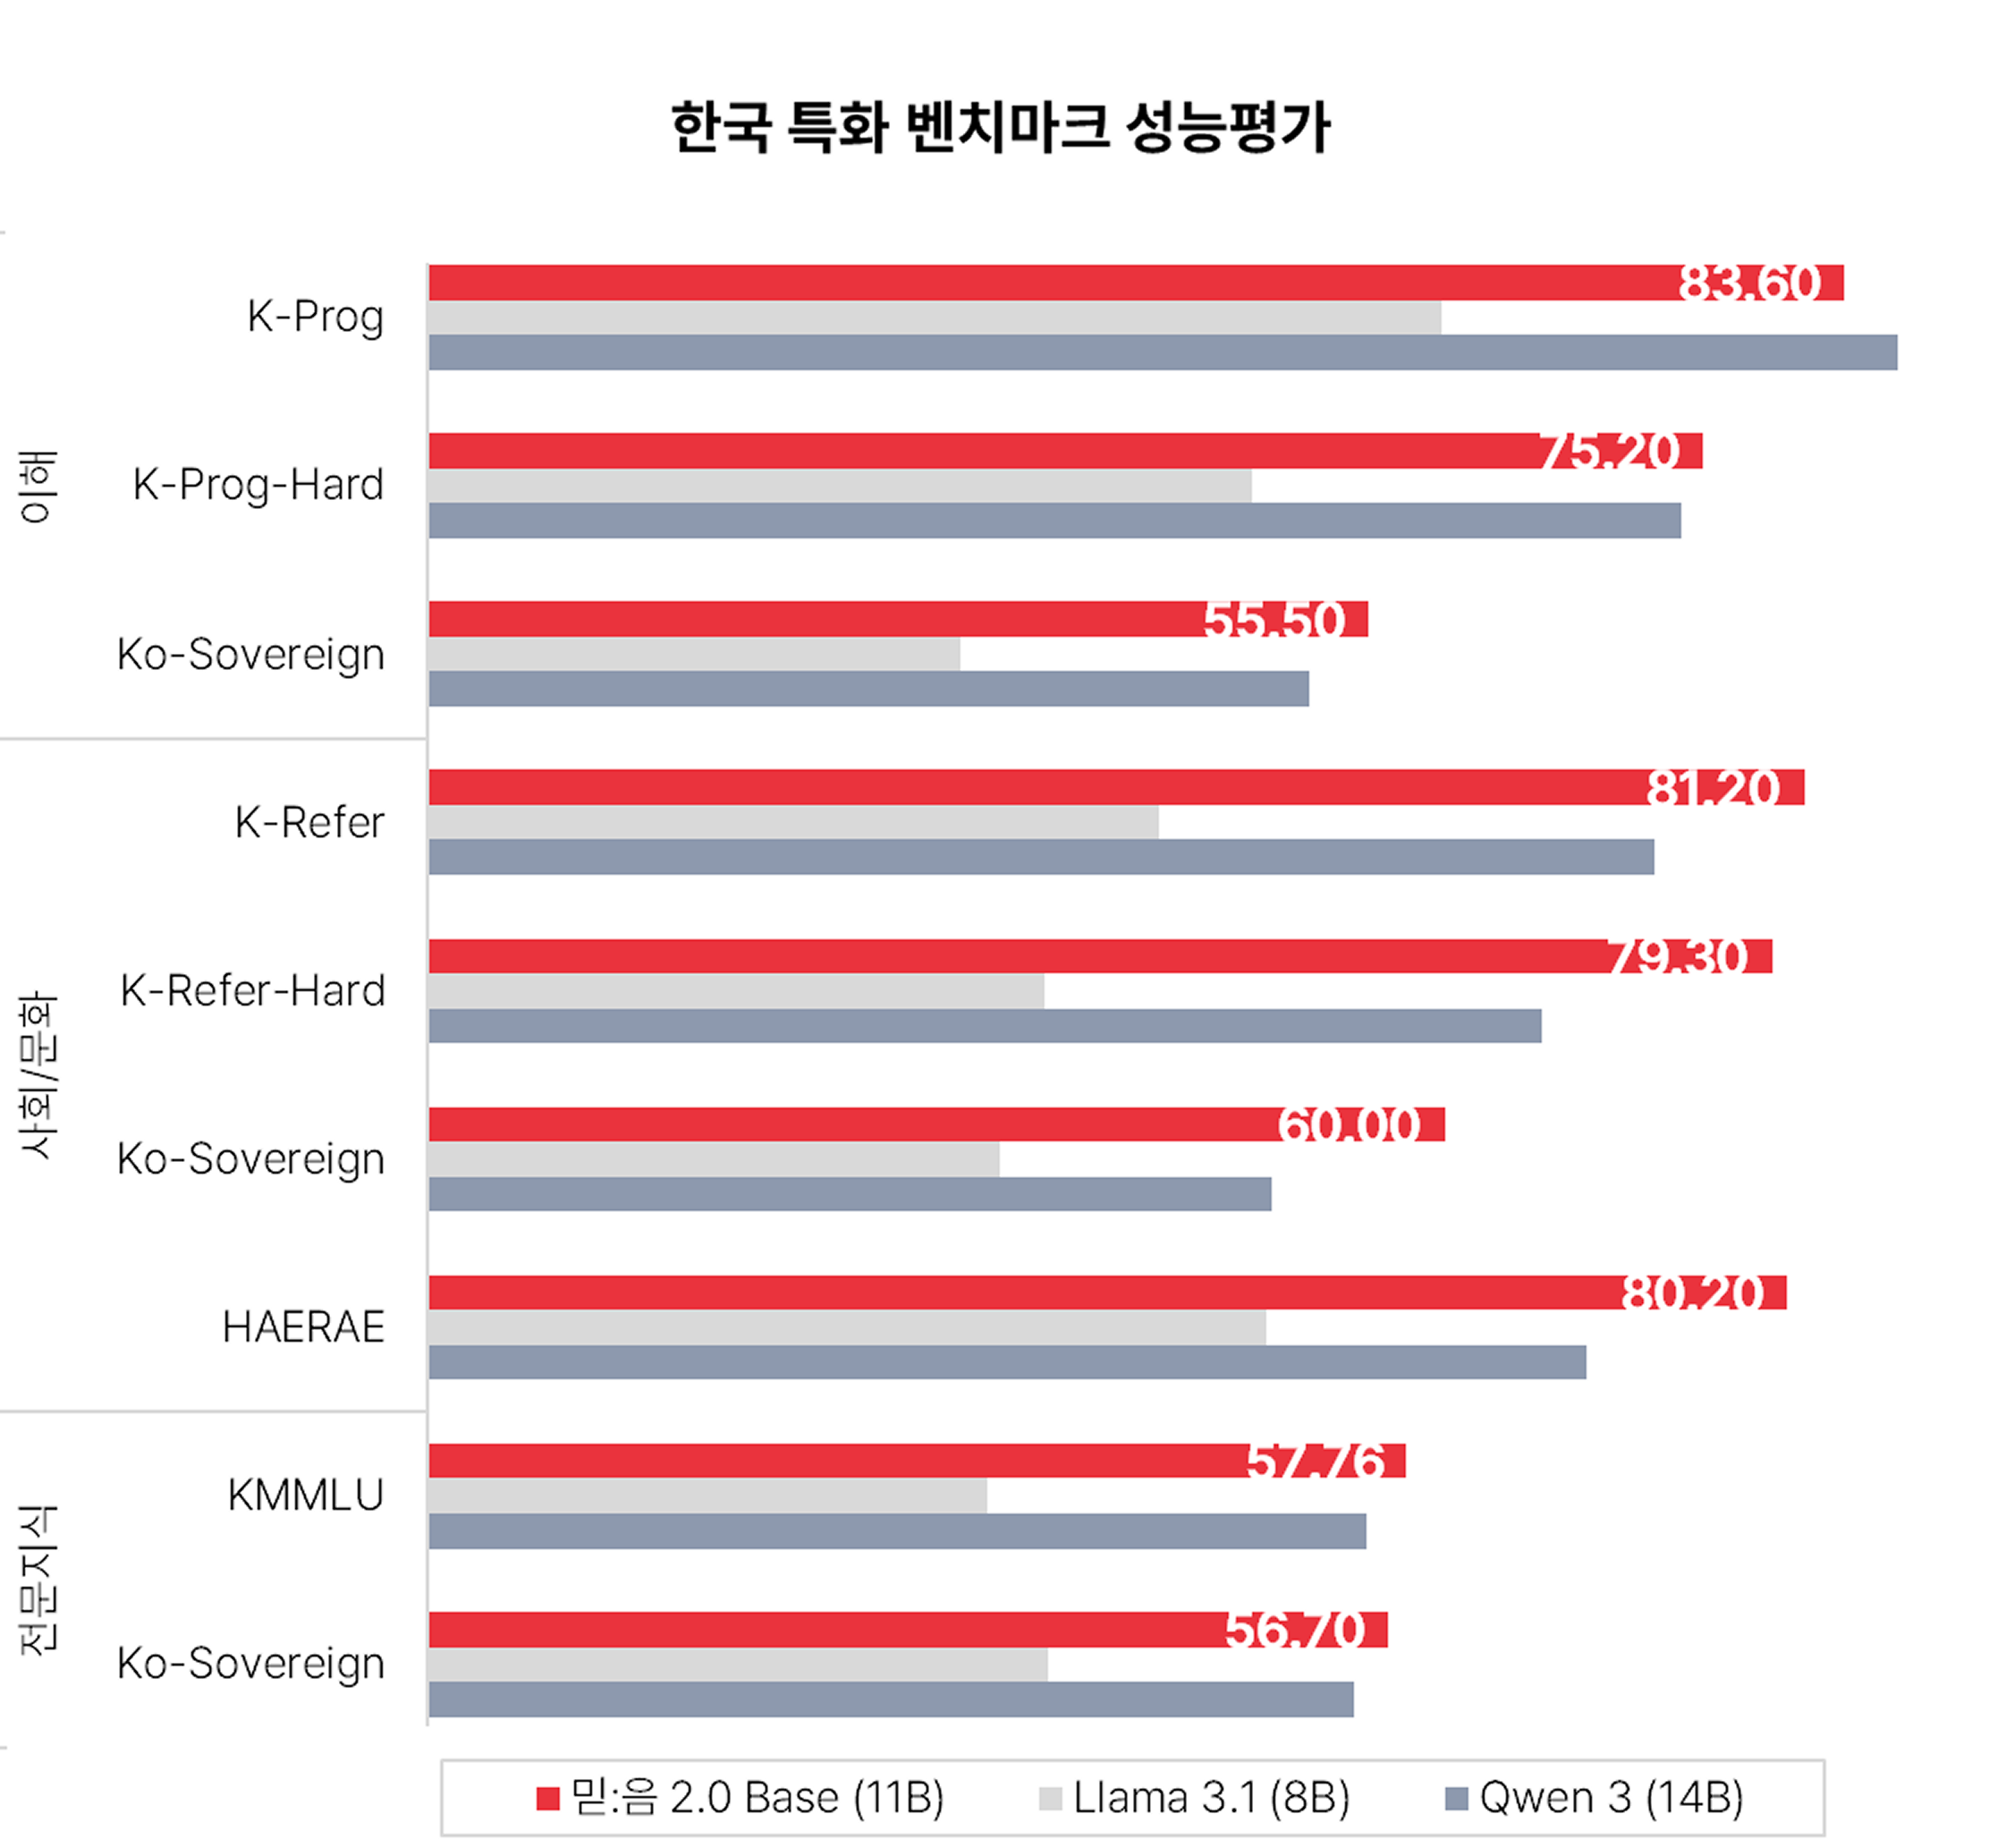 한국 특화 벤치마크 성능평가
이해
K-Prog
83.60
K-Prog-Hard
75.20
Ko-Sovereign
55.50
사회/문화
K-Refer
81.20
K-Refer-Hard
79.30
Ko-Sovereign
60.00
HAERAE
80.20
전문지식
KMMLU
57.76
Ko-Sovereign
56.70
믿:음 2.0 Base (11B) Llama 3.1 (8B) Qwen 3 (14B)